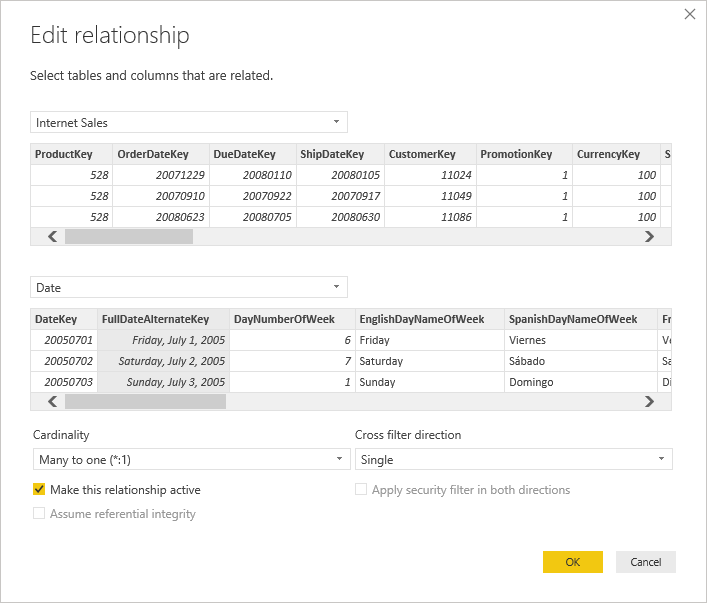 Edit relationship
Select tables and columns that are related.
Internet Sales
ProductKey OrderDateKey DueDateKey ShipDateKey CustomerKey PromotionKey CurrencyKey S
528 20071229 20080110 20080105 11024 1 100
528 20070910 20070922 20070917 11049 1 100
528 20080623 20080705 20080630 11086 1 100
Date
DateKey FullDateAlternateKey DayNumberOfWeek EnglishDayNameOfWeek SpanishDayNameOfWeek Fr
20050701 Friday, July 1, 2005 6 Friday Viernes Ve
20050702 Saturday, July 2, 2005 7 Saturday Sábado Sa
20050703 Sunday, July 3, 2005 1 Sunday Domingo Di
Cardinality Cross filter direction
Many to one (*:1) Single
Make this relationship active Apply security filter in both directions
Assume referential integrity
OK Cancel